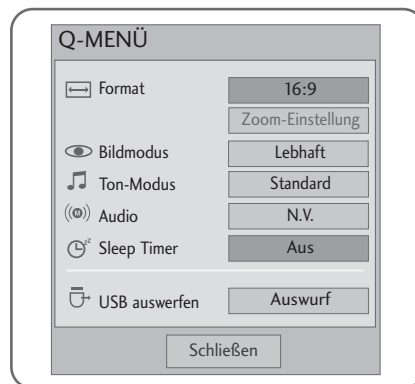 Q-MENÜ
Format 16:9
Zoom-Einstellung
Bildmodus Lebhaft
Ton-Modus Standard
Audio N.V.
Sleep Timer Aus
USB auswerfen Auswurf
Schließen